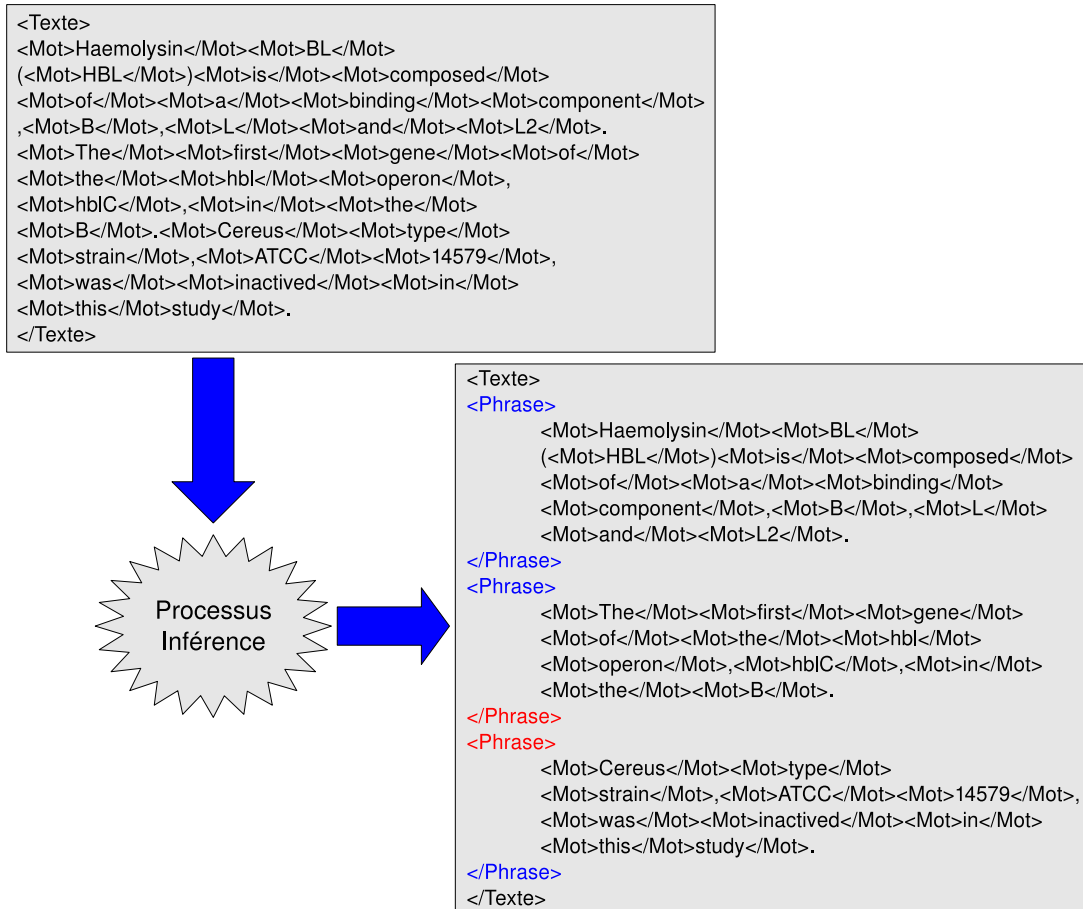 <Texte>
<Mot>Haemolysin</Mot><Mot>BL</Mot>
(<Mot>HBL</Mot>)<Mot>is</Mot><Mot>composed</Mot>
<Mot>of</Mot><Mot>a</Mot><Mot>binding</Mot><Mot>component</Mot>
,<Mot>B</Mot>,<Mot>L</Mot><Mot>and</Mot><Mot>L2</Mot>.
<Mot>The</Mot><Mot>first</Mot><Mot>gene</Mot><Mot>of</Mot>
<Mot>the</Mot><Mot>hbl</Mot><Mot>operon</Mot>,
<Mot>hblC</Mot>,<Mot>in</Mot><Mot>the</Mot>
<Mot>B</Mot>.<Mot>Cereus</Mot><Mot>type</Mot>
<Mot>strain</Mot>,<Mot>ATCC</Mot><Mot>14579</Mot>,
<Mot>was</Mot><Mot>inactived</Mot><Mot>in</Mot>
<Mot>this</Mot>study</Mot>.
</Texte>
Processus
Inférence
<Texte>
<Phrase>
<Mot>Haemolysin</Mot><Mot>BL</Mot>
(<Mot>HBL</Mot>)<Mot>is</Mot><Mot>composed</Mot>
<Mot>of</Mot><Mot>a</Mot><Mot>binding</Mot>
<Mot>component</Mot>,<Mot>B</Mot>,<Mot>L</Mot>
<Mot>and</Mot><Mot>L2</Mot>.
</Phrase>
<Phrase>
<Mot>The</Mot><Mot>first</Mot><Mot>gene</Mot>
<Mot>of</Mot><Mot>the</Mot><Mot>hbl</Mot>
<Mot>operon</Mot>,<Mot>hblC</Mot>,<Mot>in</Mot>
<Mot>the</Mot><Mot>B</Mot>.
</Phrase>
<Phrase>
<Mot>Cereus</Mot><Mot>type</Mot>
<Mot>strain</Mot>,<Mot>ATCC</Mot><Mot>14579</Mot>,
<Mot>was</Mot><Mot>inactived</Mot><Mot>in</Mot>
<Mot>this</Mot>study</Mot>.
</Phrase>
</Texte>